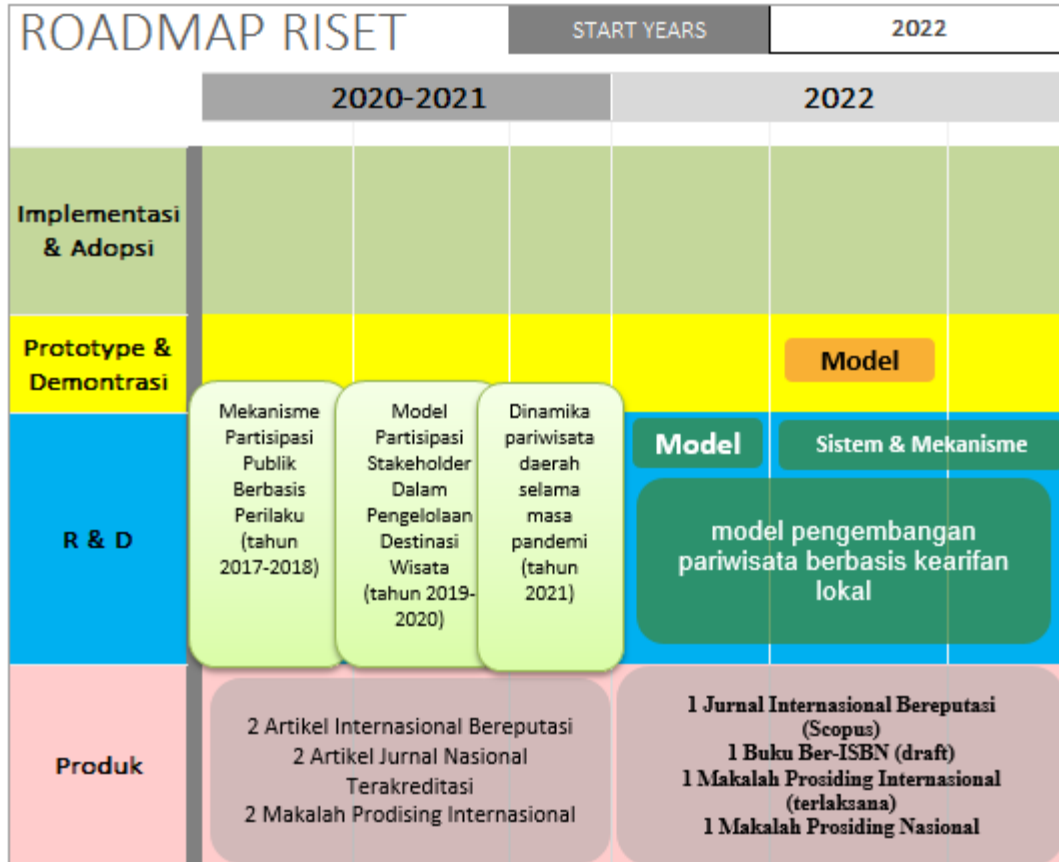 ROADMAP RISET
START YEARS
2022
2020-2021
2022
Implementasi
& Adopsi
Prototype &
Demontrasi
Model
R & D
Mekanisme
Partisipasi
Publik
Berbasis
Perilaku
(tahun
2017-2018)
Model
Partisipasi
Stakeholder
Dalam
Pengelolaan
Destinasi
Wisata
(tahun 2019-
2020)
Dinamika
pariwisata
daerah
selama
masa
pandemi
(tahun
2021)
Model
Sistem & Mekanisme
model pengembangan
pariwisata berbasis kearifan
lokal
Produk
2 Artikel Internasional Bereputasi
2 Artikel Jurnal Nasional
Terakreditasi
2 Makalah Prodising Internasional
1 Jurnal Internasional Bereputasi
(Scopus)
1 Buku Ber-ISBN (draft)
1 Makalah Prosiding Internasional
(terlaksana)
1 Makalah Prosiding Nasional